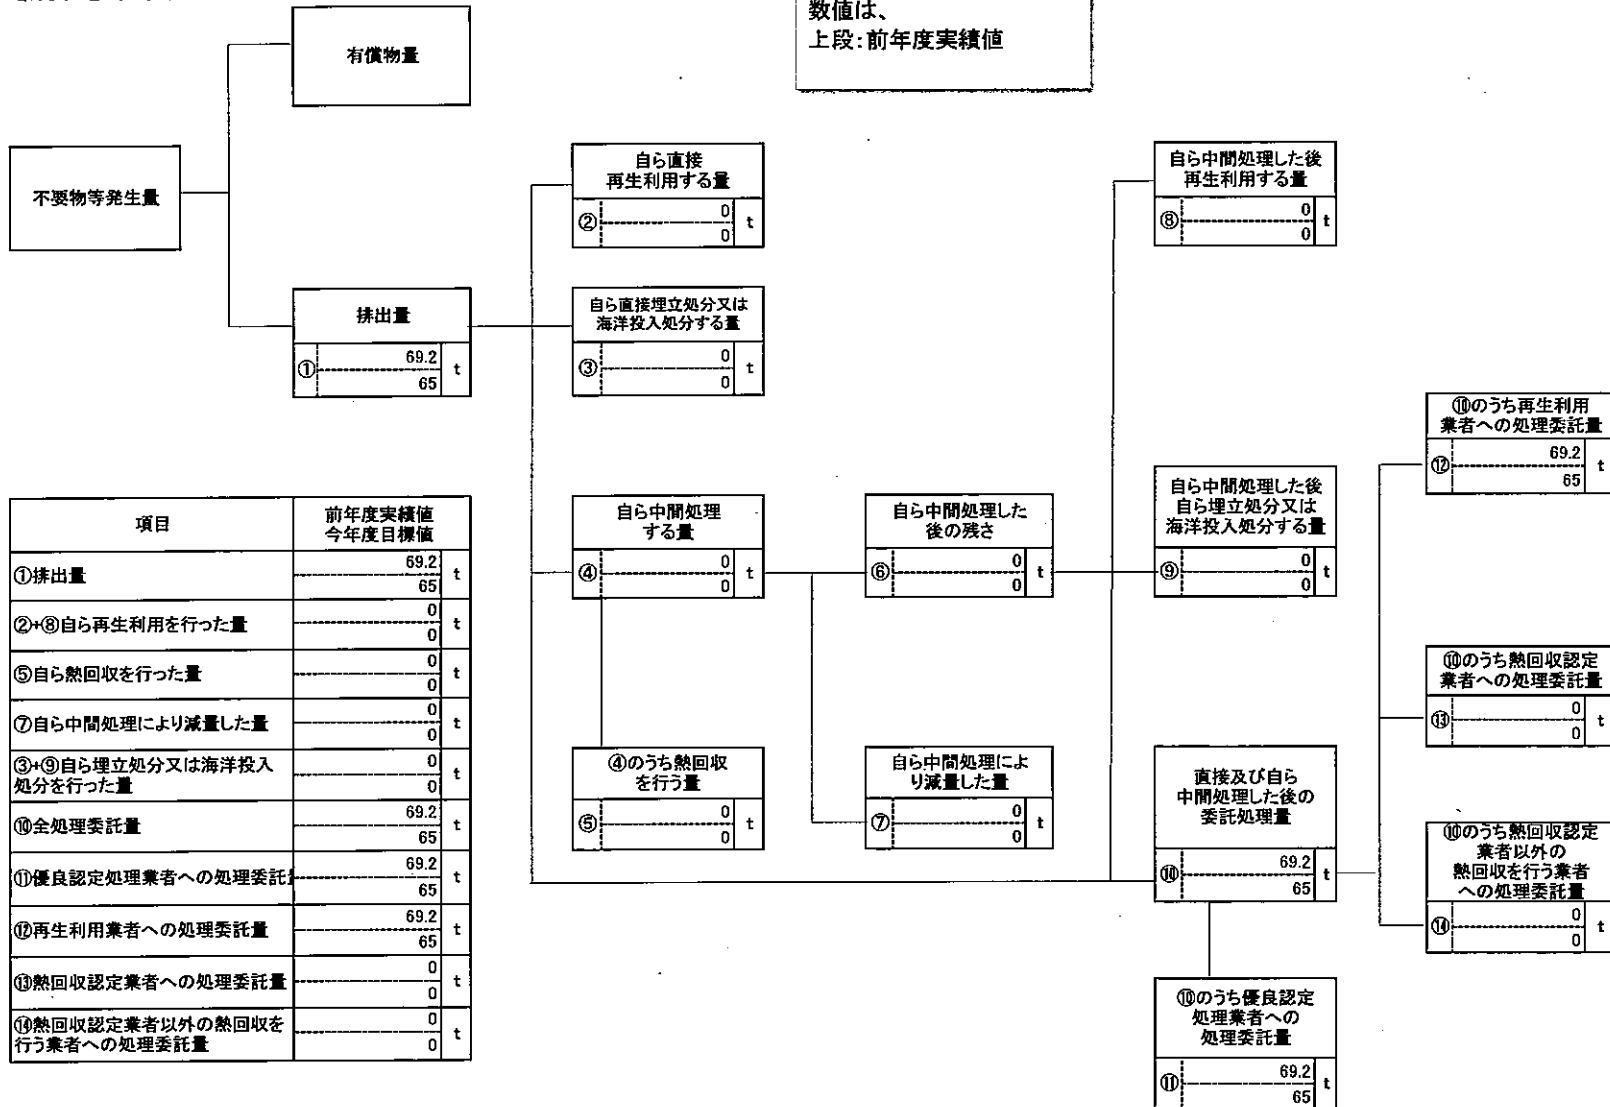 数値は、
上段:前年度実績値
有償物量
不要物等発生量
排出量
①
69.2
65
t
自ら直接
再生利用する量
②
0
0
t
自ら直接埋立処分又は
海洋投入処分する量
③
0
0
t
自ら中間処理
する量
④
0
0
t
④のうち熱回収
を行う量
⑤
0
0
t
自ら中間処理した
後の残さ
⑥
0
0
t
自ら中間処理によ
り減量した量
⑦
0
0
t
自ら中間処理した後
再生利用する量
⑧
0
0
t
自ら中間処理した後
自ら埋立処分又は
海洋投入処分する量
⑨
0
0
t
直接及び自ら
中間処理した後の
委託処理量
⑩
69.2
65
t
⑩のうち優良認定
処理業者への
処理委託量
⑪
69.2
65
t
⑩のうち再生利用
業者への処理委託量
⑫
69.2
65
t
⑩のうち熱回収認定
業者への処理委託量
⑬
0
0
t
⑩のうち熱回収認定
業者以外の
熱回収を行う業者
への処理委託量
⑭
0
0
t
項目
前年度実績値
今年度目標値
①排出量
69.2
65
t
②+⑧自ら再生利用を行った量
0
0
t
⑤自ら熱回収を行った量
0
0
t
⑦自ら中間処理により減量した量
0
0
t
③+⑨自ら埋立処分又は海洋投入
処分を行った量
0
0
t
⑩全処理委託量
69.2
65
t
⑪優良認定処理業者への処理委託
69.2
65
t
⑫再生利用業者への処理委託量
69.2
65
t
⑬熱回収認定業者への処理委託量
0
0
t
⑭熱回収認定業者以外の熱回収を
行う業者への処理委託量
0
0
t